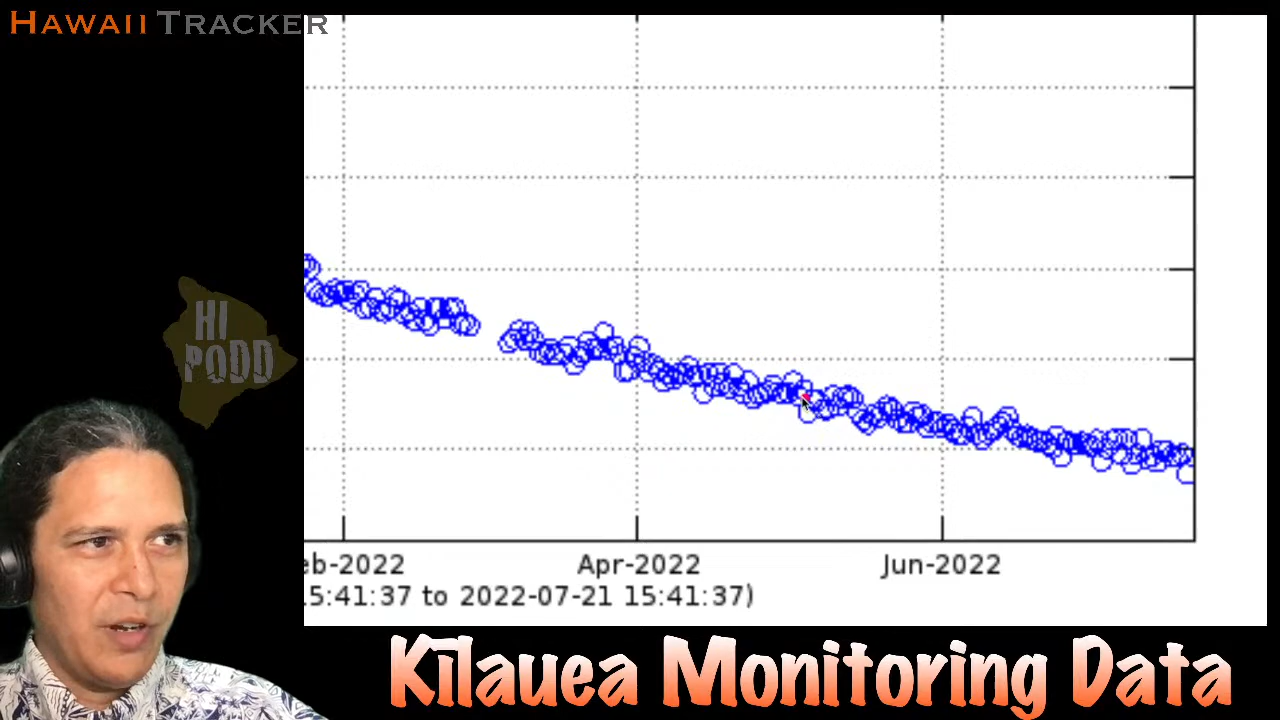 HAWAII TRACKER
HI
PODD
eb-2022 Apr-2022 Jun-2022
5:41:37 to 2022-07-21 15:41:37)
Kīlauea Monitoring Data